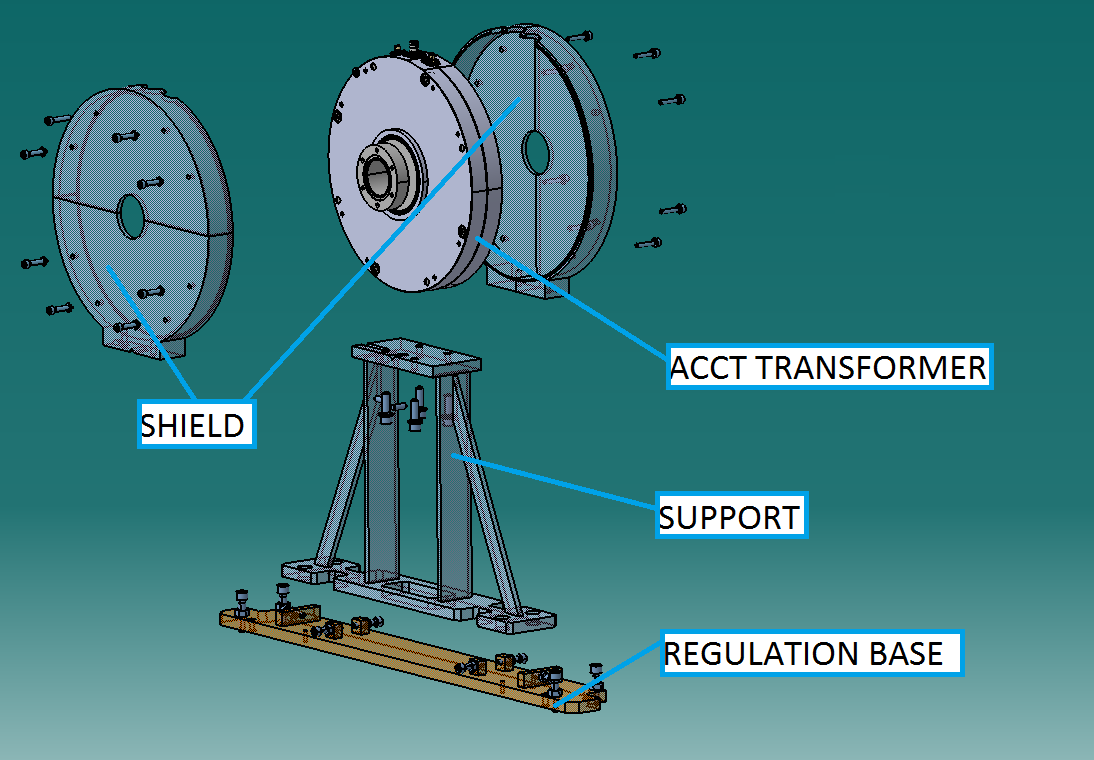 ACCT TRANSFORMER
SHIELD
SUPPORT
REGULATION BASE